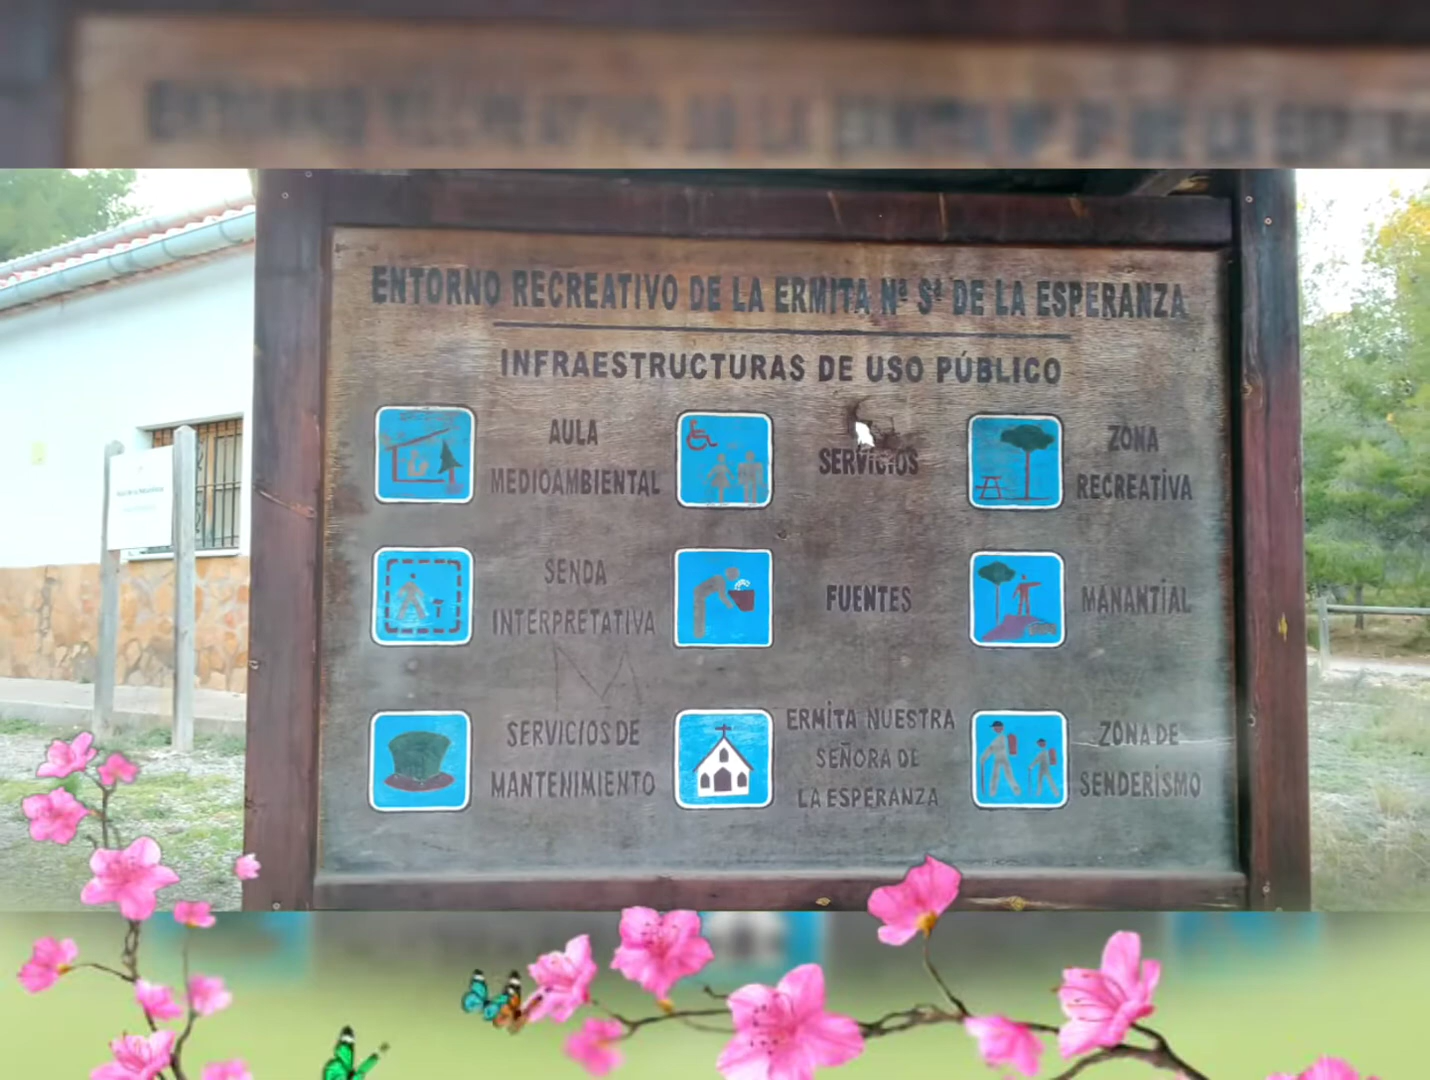 ENTORNO RECREATIVO DE LA ERMITA Nª Sª DE LA ESPERANZA
INFRAESTRUCTURAS DE USO PÚBLICO
AULA
MEDIOAMBIENTAL
SERVICIOS
ZONA
RECREATIVA
SENDA
INTERPRETATIVA
FUENTES
MANANTIAL
SERVICIOS DE
MANTENIMIENTO
ERMITA NUESTRA
SEÑORA DE
LA ESPERANZA
ZONA DE
SENDERISMO